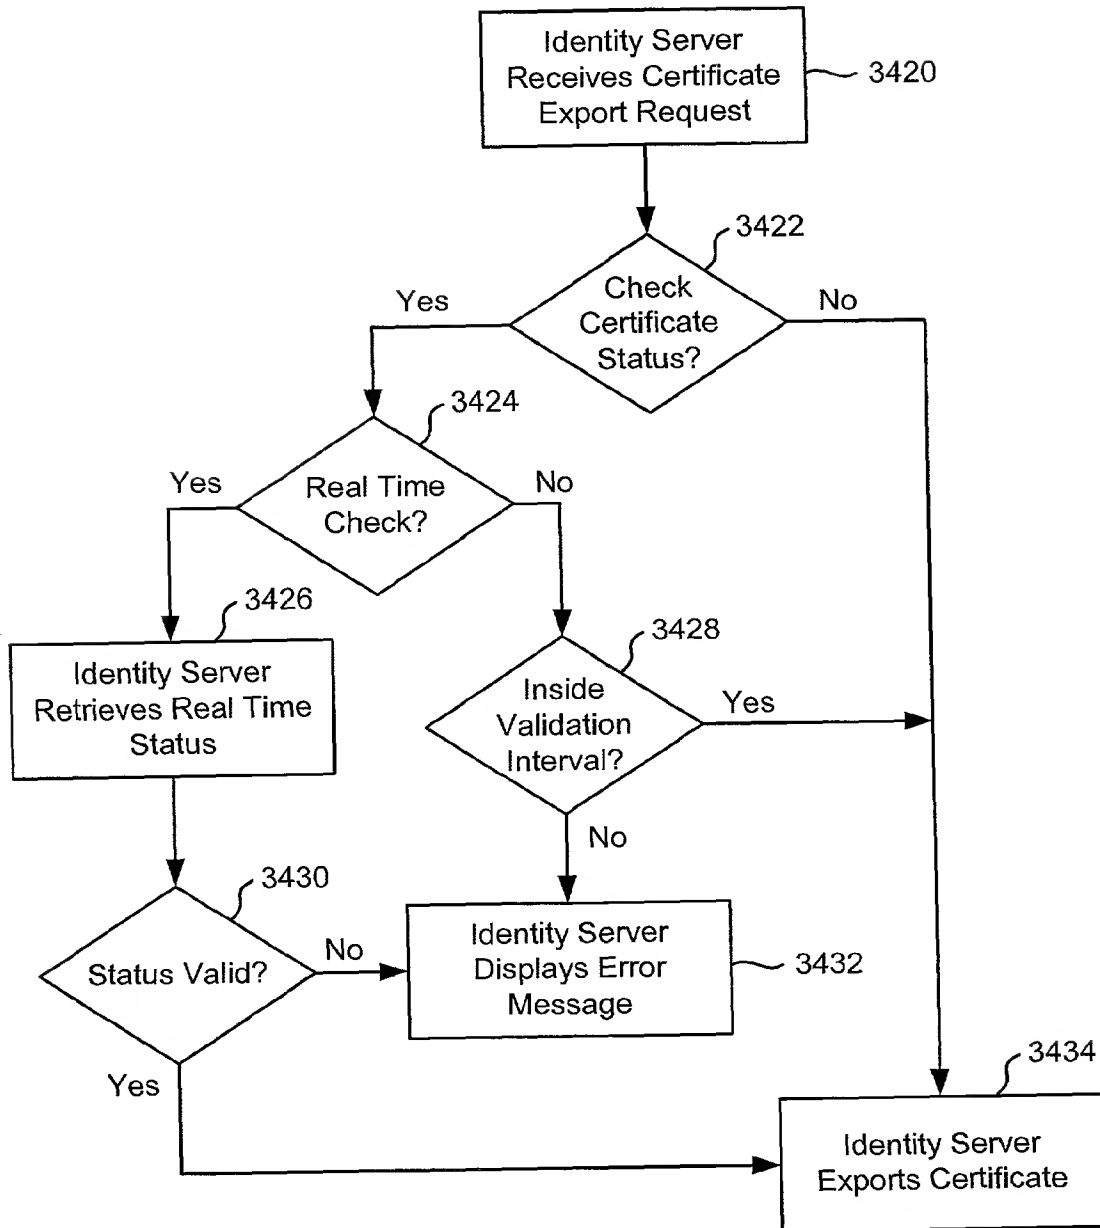 Identity Server
Receives Certificate
Export Request
3420
3422
Check
Certificate
Status?
Yes
No
3424
Real Time
Check?
Yes
No
3426
Identity Server
Retrieves Real Time
Status
3428
Inside
Validation
Interval?
Yes
No
3430
Status Valid?
No
Yes
Identity Server
Displays Error
Message
3432
3434
Identity Server
Exports Certificate